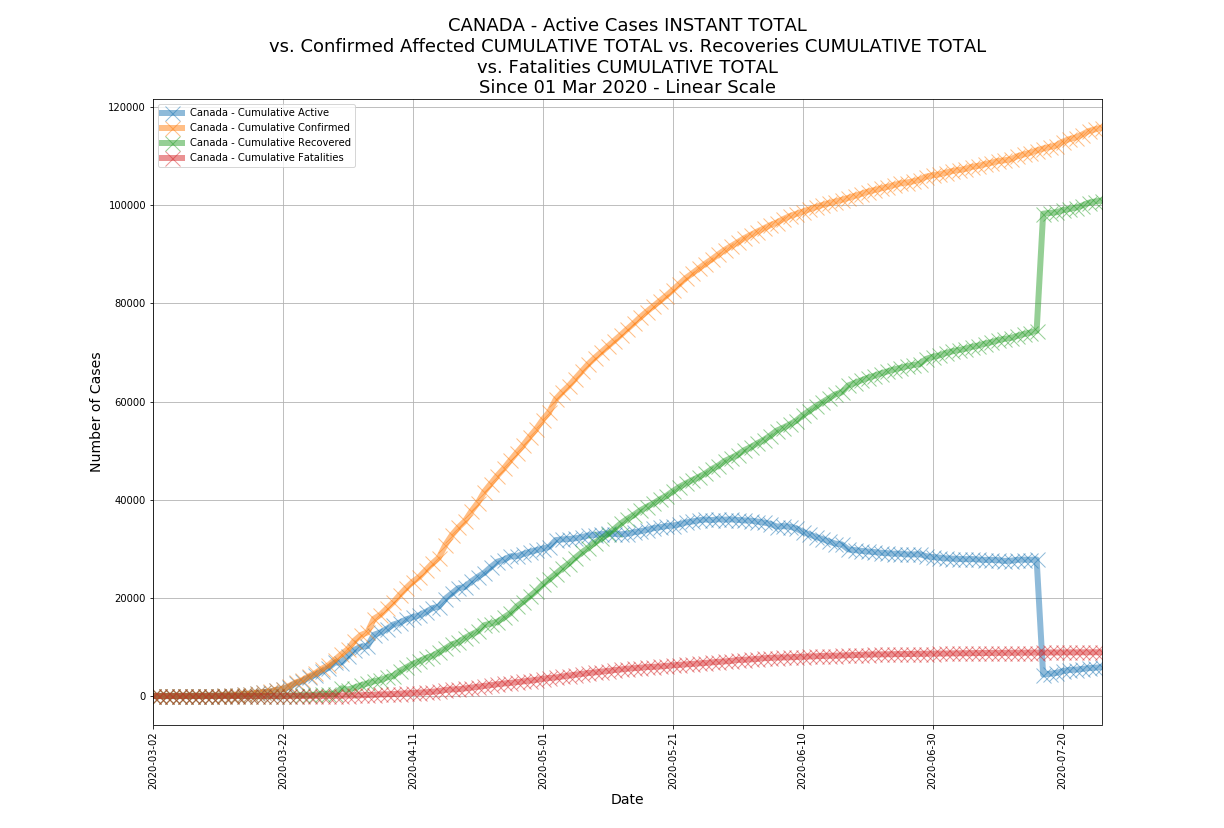 CANADA - Active Cases INSTANT TOTAL
vs. Confirmed Affected CUMULATIVE TOTAL vs. Recoveries CUMULATIVE TOTAL
vs. Fatalities CUMULATIVE TOTAL
Since 01 Mar 2020 - Linear Scale
Canada - Cumulative Active
Canada - Cumulative Confirmed
Canada - Cumulative Recovered
Canada - Cumulative Fatalities
120000
100000
80000
60000
40000
20000
0
Number of Cases
2020-03-02
2020-03-22
2020-04-11
2020-05-01
2020-05-21
2020-06-10
2020-06-30
2020-07-20
Date